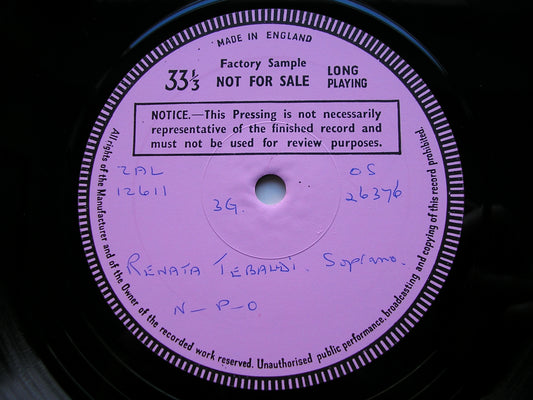 MADE IN ENGLAND
Factory Sample
33⅓ NOT FOR SALE LONG PLAYING
NOTICE.—This Pressing is not necessarily
representative of the finished record and
must not be used for review purposes.
ZAL OS
12611 3G. 26376
RENATA TEBALDI. Soprano.
N-P-O.
All rights of the Manufacturer and of the Owner of the recorded work reserved. Unauthorised public performance, broadcasting and copying of this record prohibited.